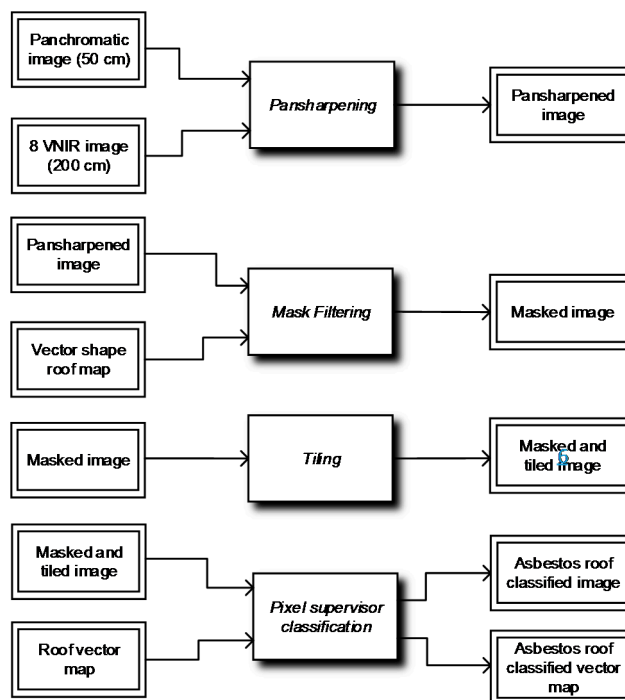 Panchromatic
image (50 cm)
Pansharpening
Pansharpened
image
8 VNIR image
(200 cm)
Pansharpened
image
Mask Filtering
Masked image
Vector shape
roof map
Masked image
Tiling
Masked and
tiled image
6
Masked and
tiled image
Pixel supervisor
classification
Asbestos roof
classified image
Roof vector
map
Asbestos roof
classified vector
map